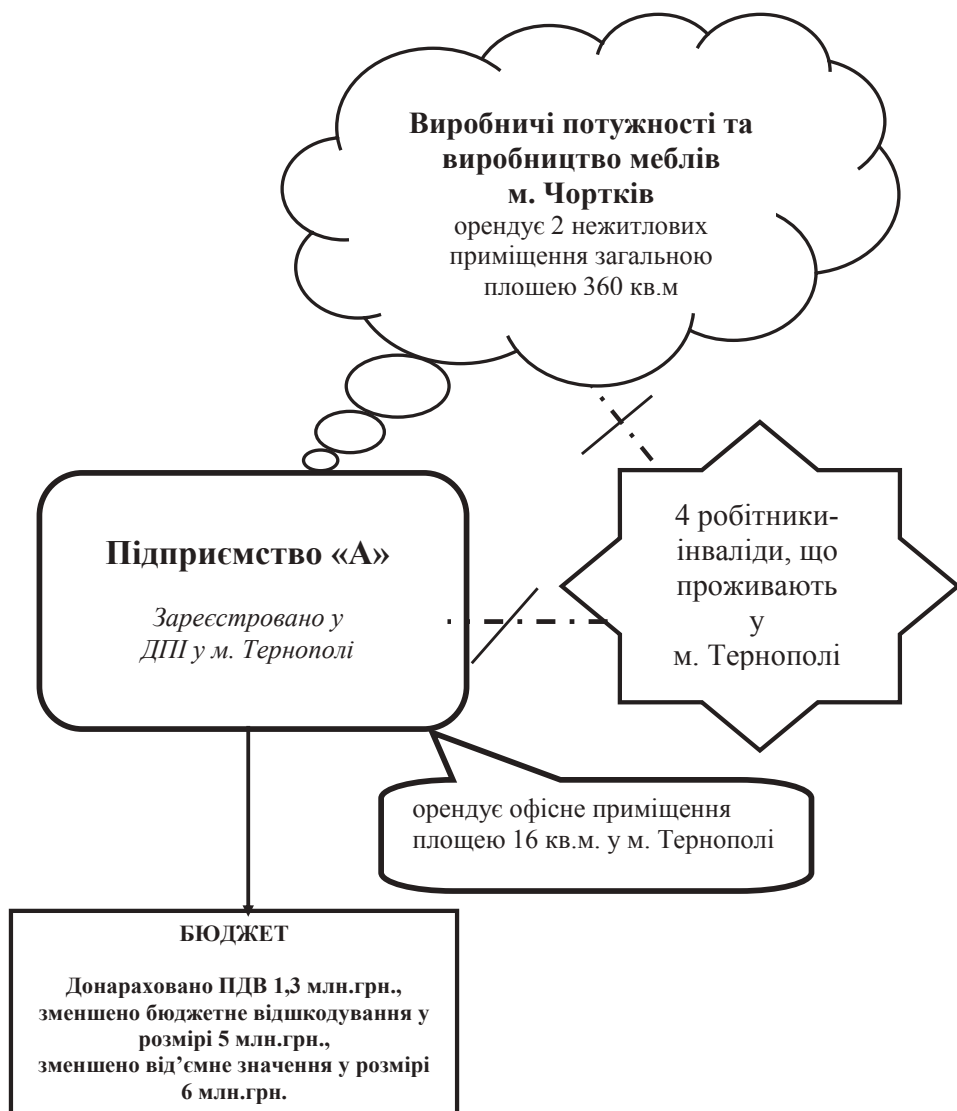 Виробничі потужності та
виробництво меблів
м. Чортків
орендує 2 нежитлових
приміщення загальною
плошею 360 кв.м
Підприємство «А»
Зареєстровано у
ДПІ у м. Тернополі
4 робітники-
інваліди, що
проживають
у
м. Тернополі
орендує офісне приміщення
площею 16 кв.м. у м. Тернополі
БЮДЖЕТ
Донараховано ПДВ 1,3 млн.грн.,
зменшено бюджетне відшкодування у
розмірі 5 млн.грн.,
зменшено від’ємне значення у розмірі
6 млн.грн.